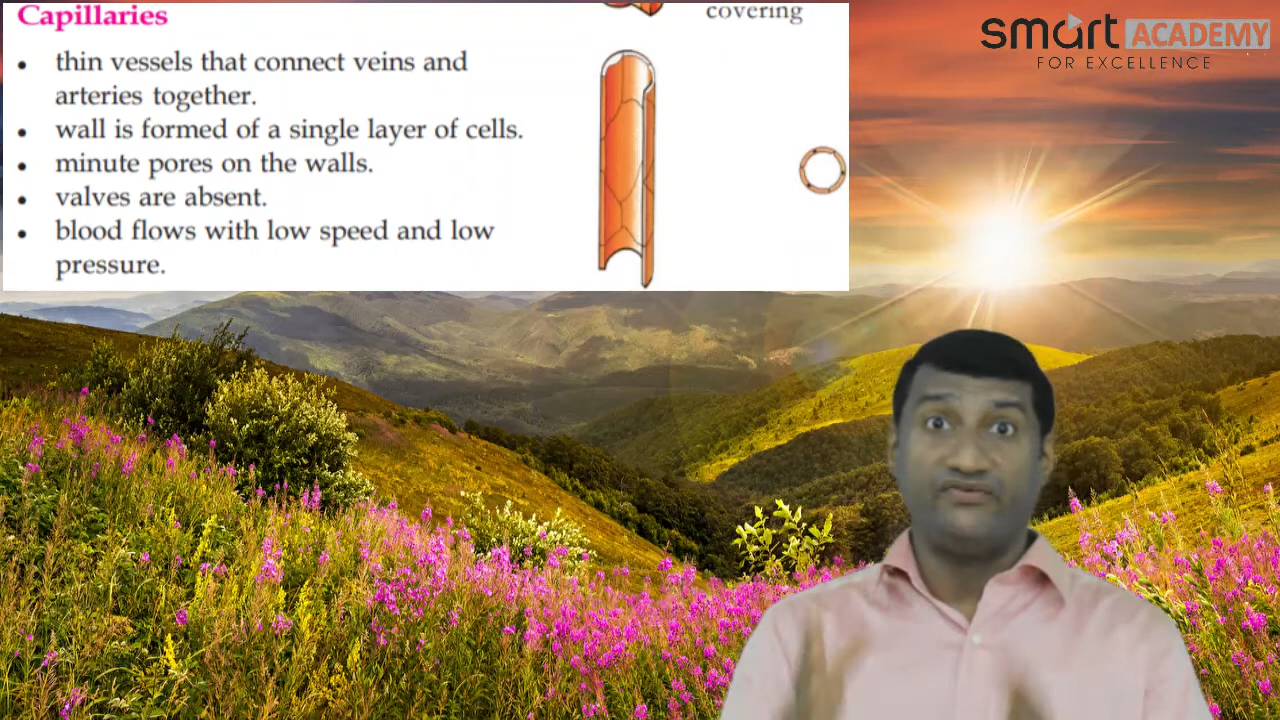 Capillaries
covering
• thin vessels that connect veins and
arteries together.
• wall is formed of a single layer of cells.
• minute pores on the walls.
• valves are absent.
• blood flows with low speed and low
pressure.
smart ACADEMY
FOR EXCELLENCE